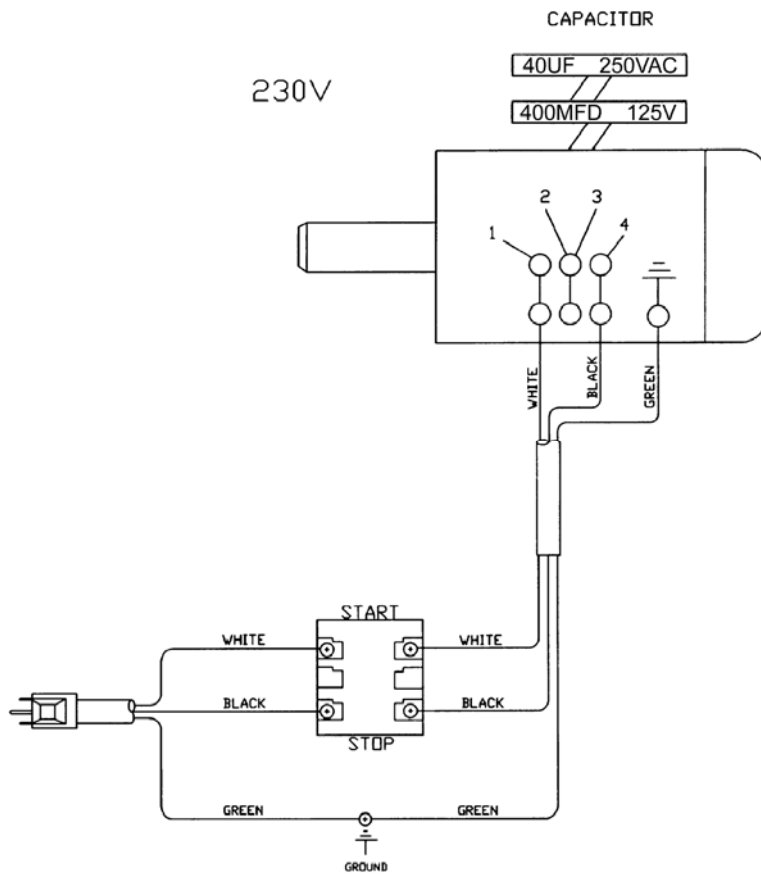 CAPACITOR
40UF 250VAC
230V
400MFD 125V
2 3
1 4
WHITE
BLACK
GREEN
START
WHITE WHITE
BLACK BLACK
STOP
GREEN GREEN
GROUND